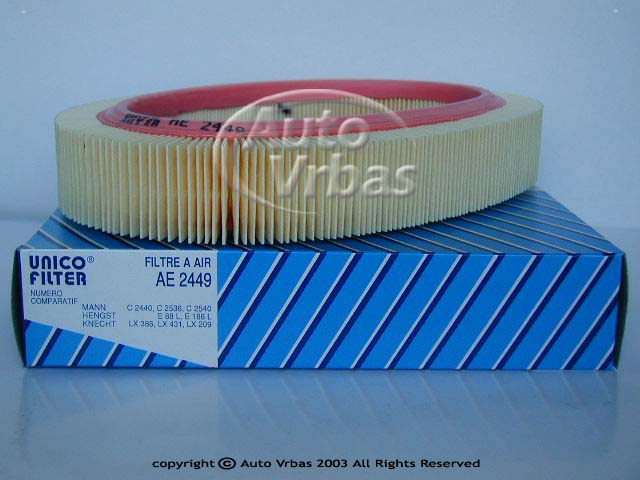 UNICO
FILTER AE 2449
Auto
Vrbas
UNICO®
FILTER
FILTRE A AIR
AE 2449
NUMERO
COMPARATIF
MANN C 2440, C 2536, C 2540
HENGST E 88 L, E 186 L
KNECHT LX 386, LX 431, LX 209
copyright © Auto Vrbas 2003 All Rights Reserved